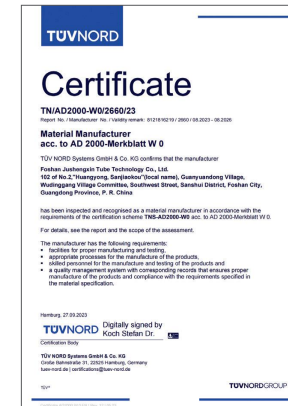 TÜVNORD
Certificate
TN/AD2000-W0/2660/23
Report No. / Manufacturer No. / Validity remark: 8121816219 / 2660 / 08.2023 - 08.2026
Material Manufacturer
acc. to AD 2000-Merkblatt W 0
TÜV NORD Systems GmbH & Co. KG confirms that the manufacturer
Foshan Jushengxin Tube Technology Co., Ltd.
102 of No.2,"Huangyong, Sanjiaokou"(local name), Guanyuandong Village,
Wudinggang Village Committee, Southwest Street, Sanshui District, Foshan City,
Guangdong Province, P. R. China
has been inspected and recognised as a material manufacturer in accordance with the
requirements of the certification scheme TNS-AD2000-W0 acc. to AD 2000-Merkblatt W 0.
For details, see the report and the scope of the assessment.
The manufacturer has the following requirements:
• facilities for proper manufacturing and testing,
• appropriate processes for the manufacture of the products,
• skilled personnel for the manufacture and testing of the products and
• a quality management system with corresponding records that ensures proper
manufacture of the products and compliance with the requirements specified in
the material specification.
Hamburg, 27.09.2023
TÜVNORD
Digitally signed by
Koch Stefan Dr.
Certification Body
TÜV NORD Systems GmbH & Co. KG
Große Bahnstraße 31, 22525 Hamburg, Germany
tuev-nord.de | certifications@tuev-nord.de
TÜV®
TÜVNORDGROUP